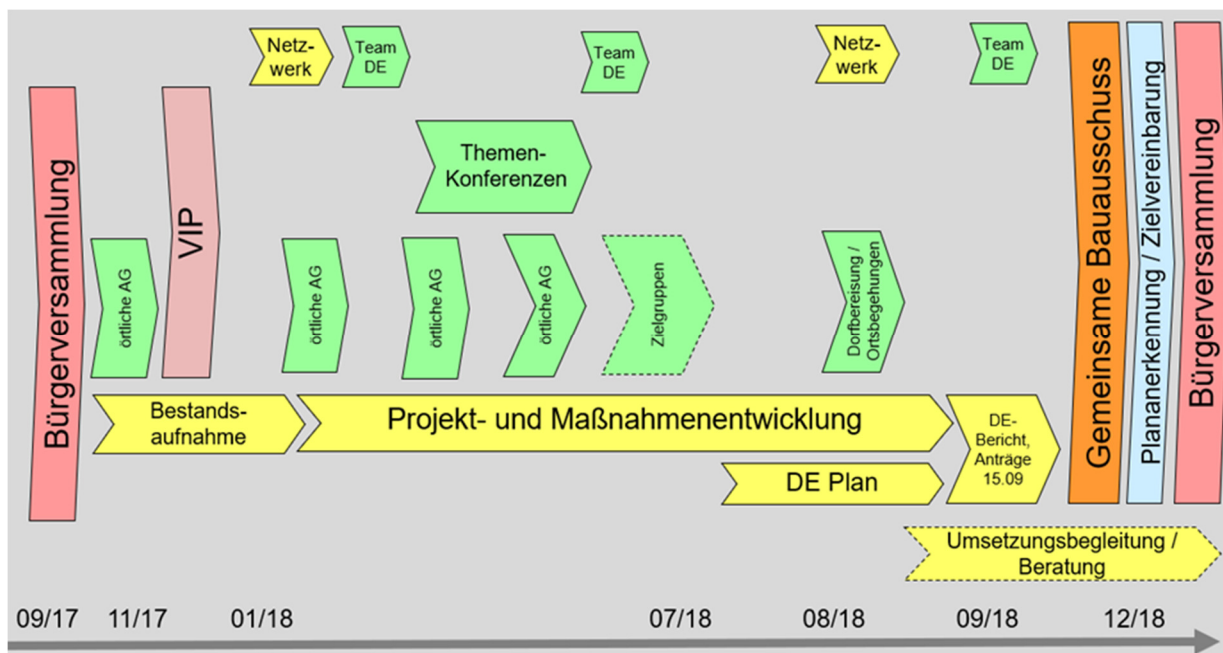 Netz-
werk
Team
DE
Team
DE
Netz-
werk
Team
DE
Bürgerversammlung
örtliche AG
VIP
Themen-
Konferenzen
örtliche AG
örtliche AG
örtliche AG
Zielgruppen
Dorfbereisung /
Ortsbegehungen
Gemeinsame Bauausschuss
Plananerkennung / Zielvereinbarung
Bürgerversammlung
Bestands-
aufnahme
Projekt- und Maßnahmenentwicklung
DE-
Bericht,
Anträge
15.09
DE Plan
Umsetzungsbegleitung /
Beratung
09/17 11/17 01/18 07/18 08/18 09/18 12/18